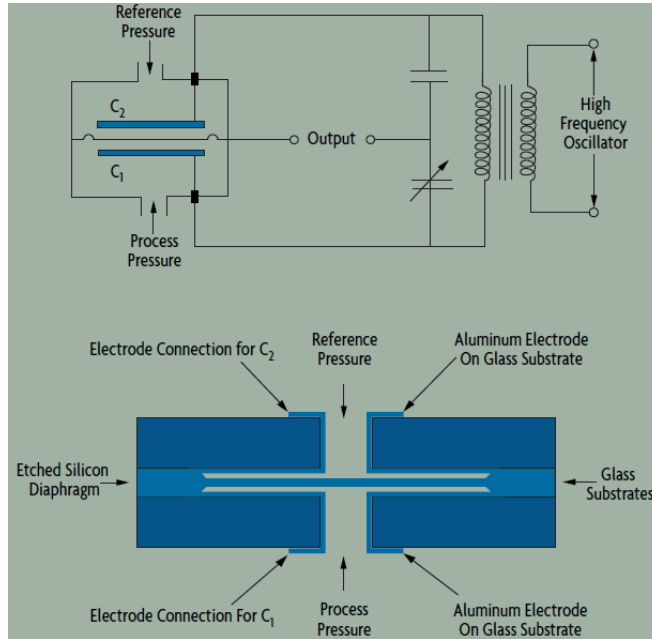 Reference
Pressure
C2
C1
Output
Process
Pressure
High
Frequency
Oscillator
Electrode Connection for C2
Reference
Pressure
Aluminum Electrode
On Glass Substrate
Etched Silicon
Diaphragm
Glass
Substrates
Electrode Connection For C1
Process
Pressure
Aluminum Electrode
On Glass Substrate